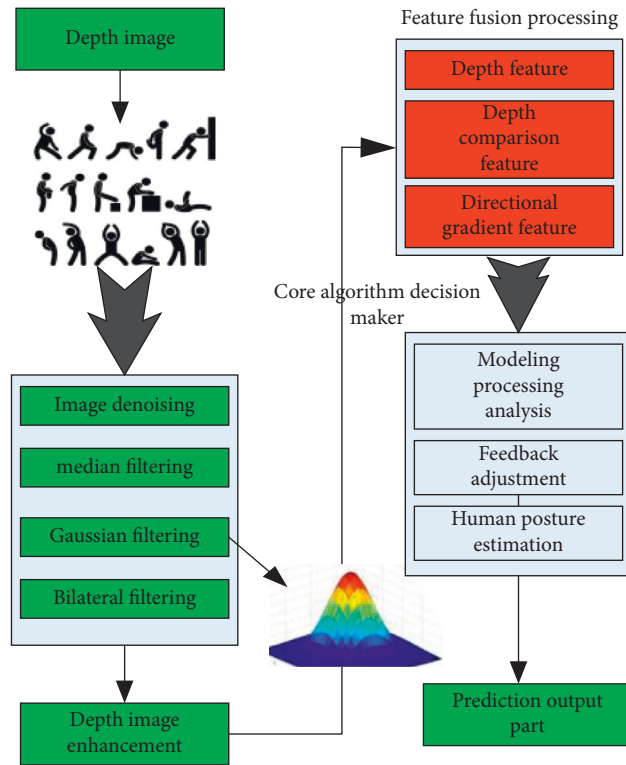 Depth image
Image denoising
median filtering
Gaussian filtering
Bilateral filtering
Depth image
enhancement
Core algorithm decision
maker
Feature fusion processing
Depth feature
Depth
comparison
feature
Directional
gradient feature
Modeling
processing
analysis
Feedback
adjustment
Human posture
estimation
Prediction output
part